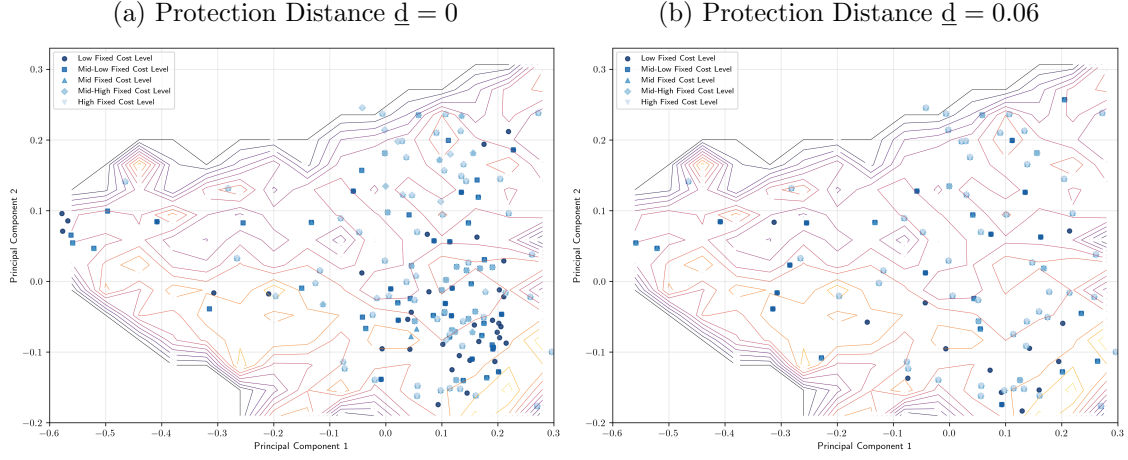 (a) Protection Distance d = 0
0.3
0.2
0.1
0.0
−0.1
−0.2
Principal Component 2
Low Fixed Cost Level
Mid-Low Fixed Cost Level
Mid Fixed Cost Level
Mid-High Fixed Cost Level
High Fixed Cost Level
−0.6 −0.5 −0.4 −0.3 −0.2 −0.1 0.0 0.1 0.2 0.3
Principal Component 1
(b) Protection Distance d = 0.06
0.3
0.2
0.1
0.0
−0.1
−0.2
Principal Component 2
Low Fixed Cost Level
Mid-Low Fixed Cost Level
Mid Fixed Cost Level
Mid-High Fixed Cost Level
High Fixed Cost Level
−0.6 −0.5 −0.4 −0.3 −0.2 −0.1 0.0 0.1 0.2 0.3
Principal Component 1